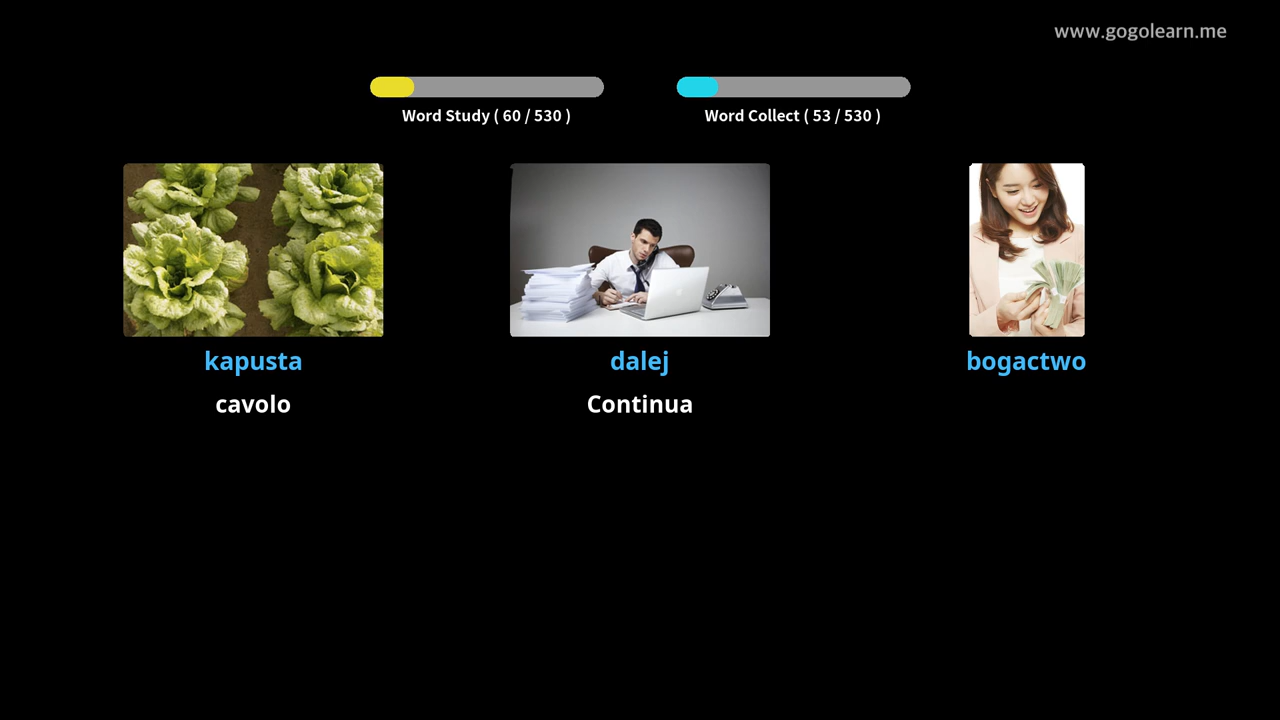 www.gogolearn.me
Word Study ( 60 / 530 )
Word Collect ( 53 / 530 )
kapusta
dalej
bogactwo
cavolo
Continua